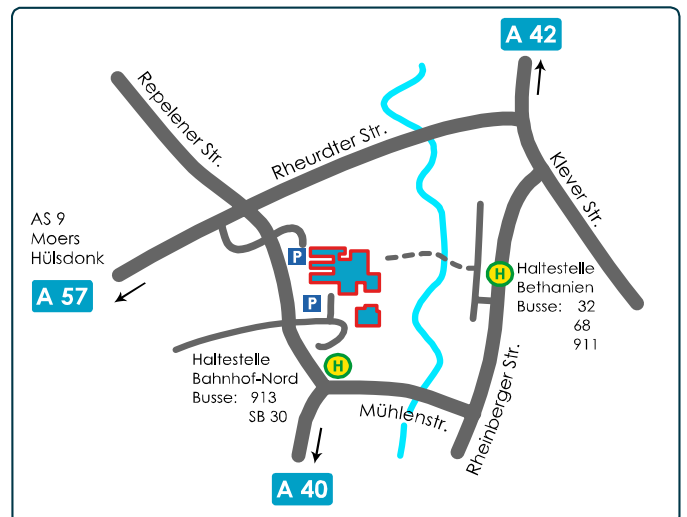 A 42
Repelener Str.
Rheurdter Str.
Klever Str.
AS 9
Moers
Hülsdonk
A 57
P
P
H
Haltestelle
Bethanien
Busse: 32
68
911
Haltestelle
Bahnhof-Nord
Busse: 913
SB 30
H
Mühlenstr.
Rheinberger Str.
A 40